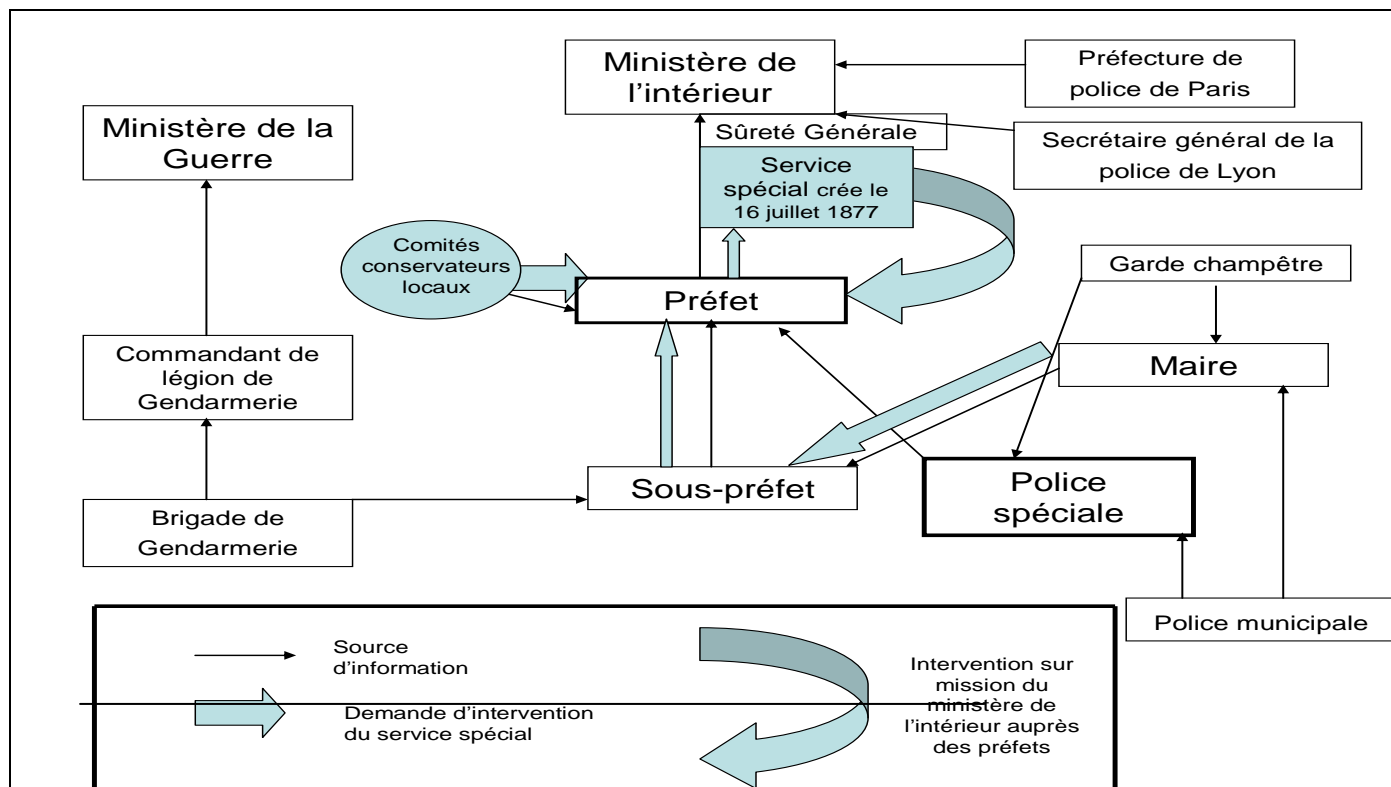 Ministère de
l'intérieur
Préfecture de
police de Paris
Ministère de la
Guerre
Sûreté Générale
Secrétaire général de la
police de Lyon
Service
spécial crée le
16 juillet 1877
Comités
conservateurs
locaux
Garde champêtre
Préfet
Commandant de
légion de
Gendarmerie
Maire
Sous-préfet
Police
spéciale
Brigade de
Gendarmerie
Police municipale
Source
d'information
Demande d'intervention
du service spécial
Intervention sur
mission du
ministère de
l'intérieur auprès
des préfets